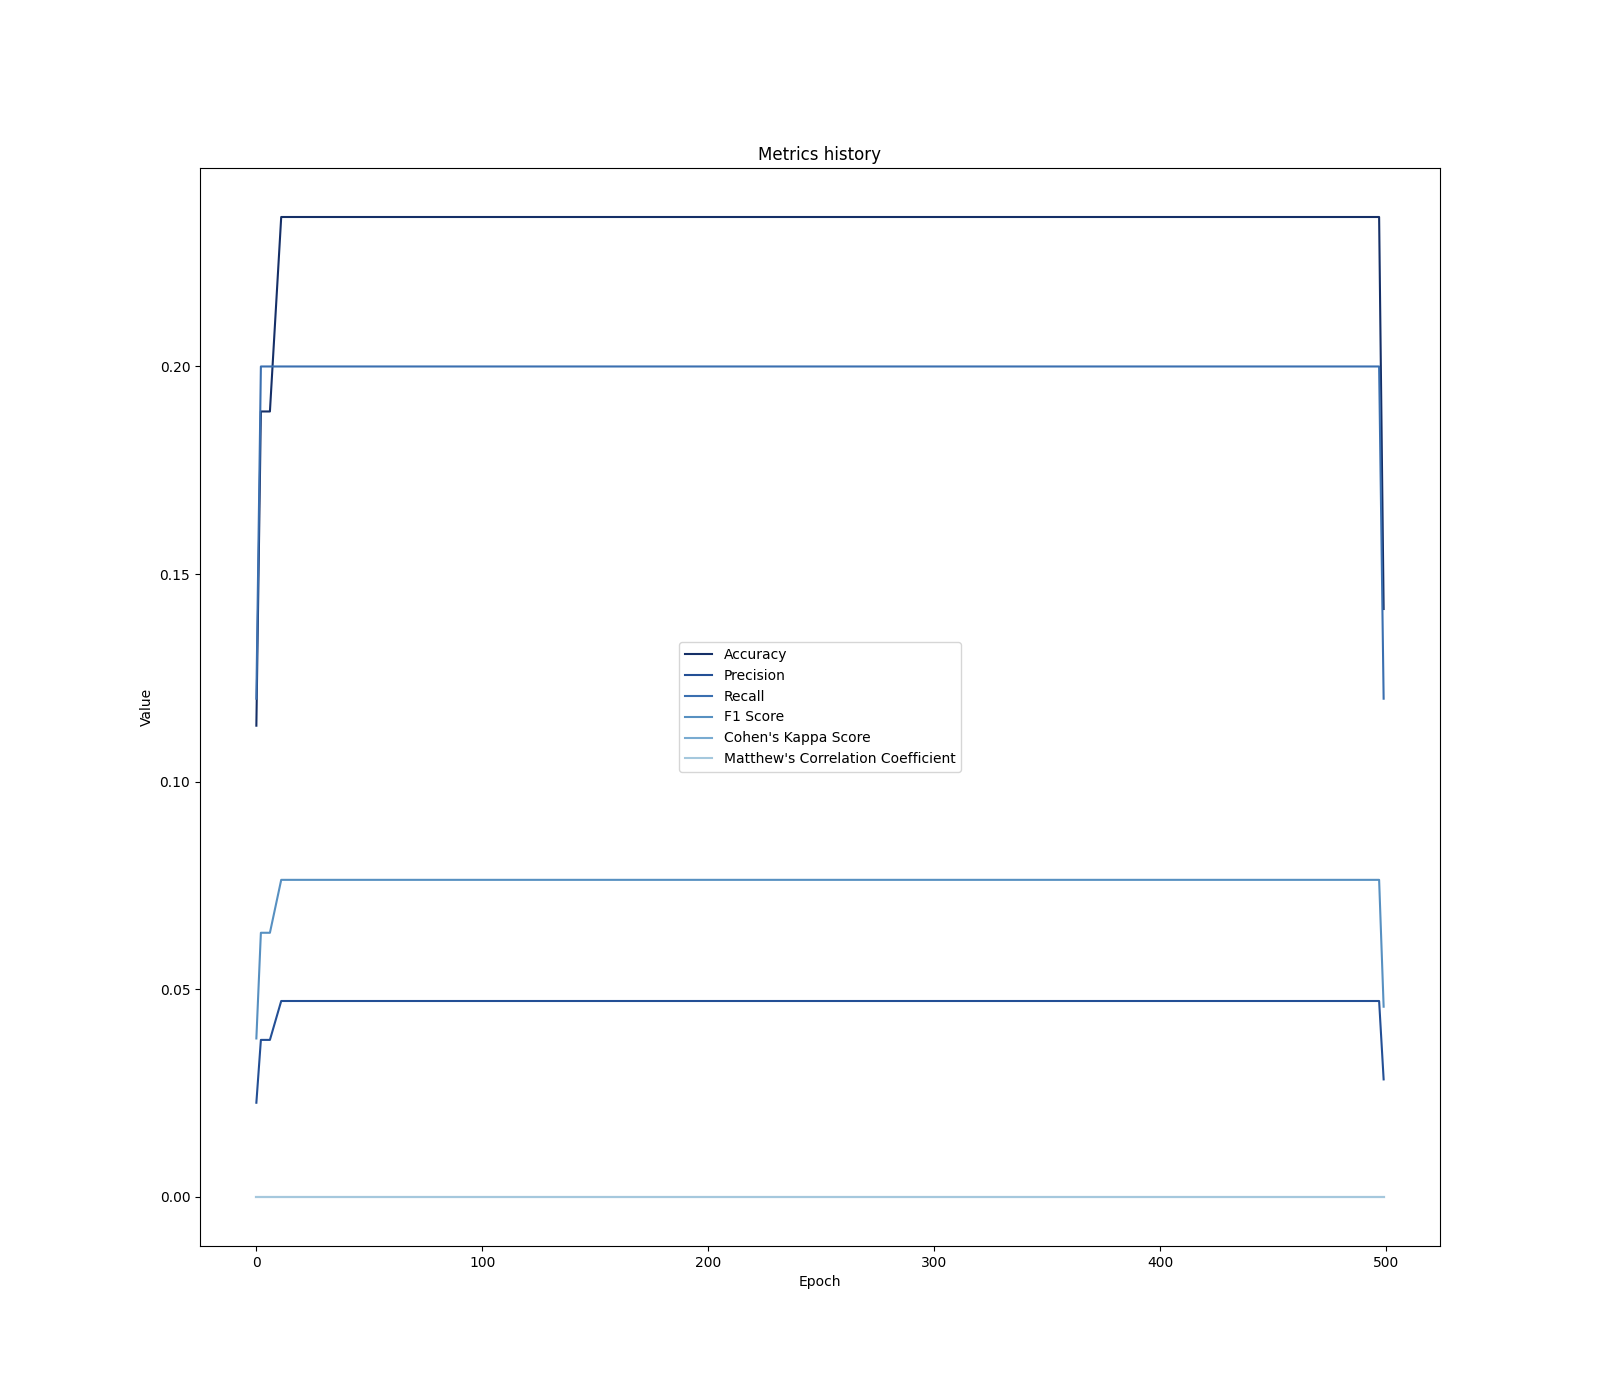 Metrics history
0.20
0.15
0.10
0.05
0.00
Value
Accuracy
Precision
Recall
F1 Score
Cohen's Kappa Score
Matthew's Correlation Coefficient
0 100 200 300 400 500
Epoch